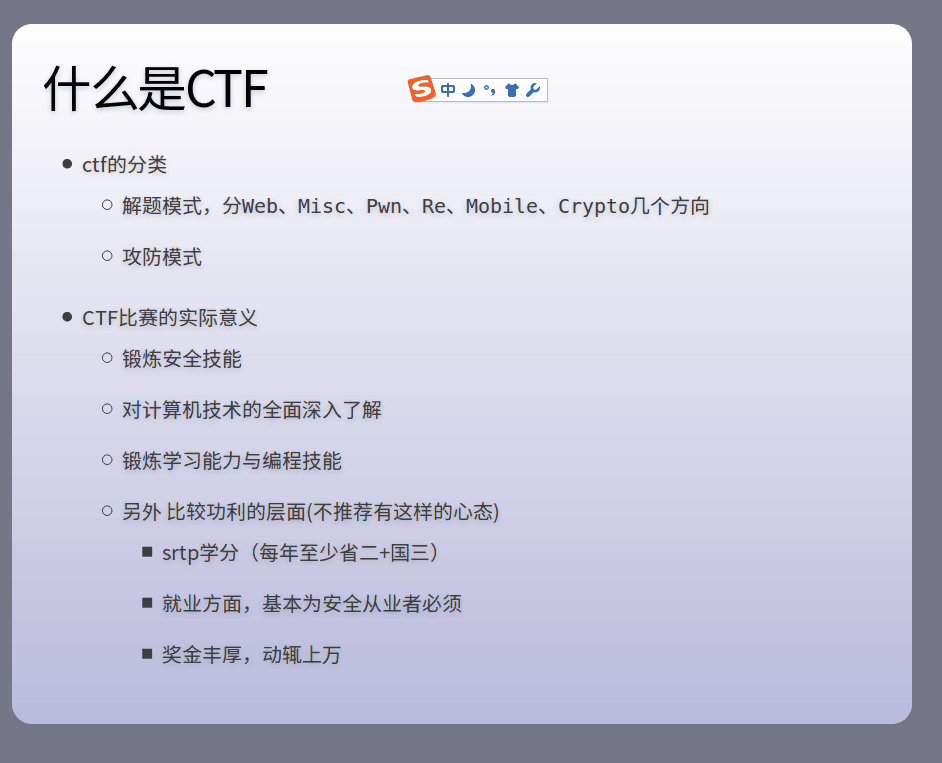 什么是CTF
中
ctf的分类
解题模式，分Web、Misc、Pwn、Re、Mobile、Crypto几个方向
攻防模式
CTF比赛的实际意义
锻炼安全技能
对计算机技术的全面深入了解
锻炼学习能力与编程技能
另外 比较功利的层面(不推荐有这样的心态)
srtp学分（每年至少省二+国三）
就业方面，基本为安全从业者必须
奖金丰厚，动辄上万